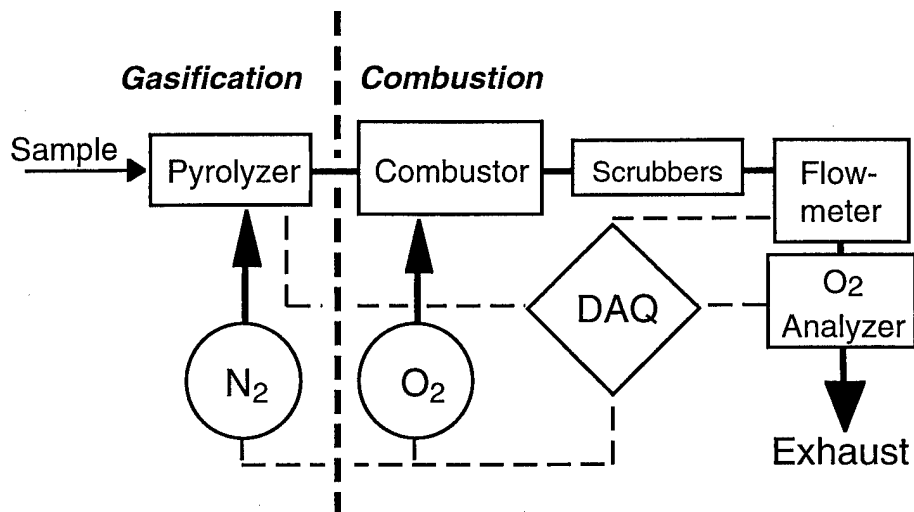 Gasification
Combustion
Sample
Pyrolyzer
Combustor
Scrubbers
Flow-
meter
O2
Analyzer
DAQ
N2
O2
Exhaust